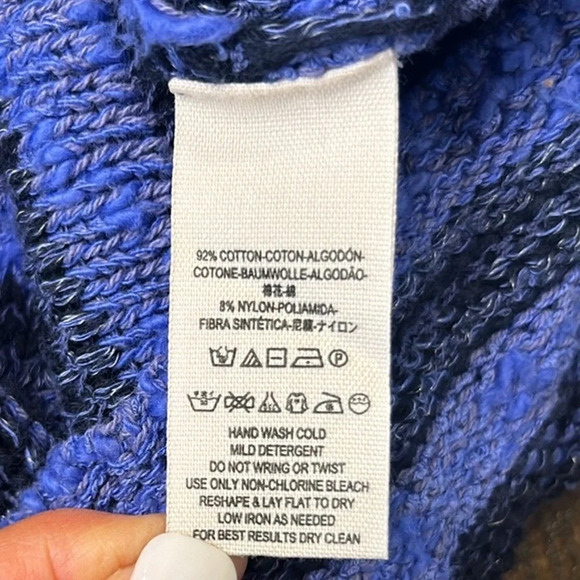 92% COTTON-COTON-ALGODÓN-
COTONE-BAUMWOLLE-ALGODÃO-
棉花-綿
8% NYLON-POLIAMIDA-
FIBRA SINTÉTICA-尼龍-ナイロン
P
HAND WASH COLD
MILD DETERGENT
DO NOT WRING OR TWIST
USE ONLY NON-CHLORINE BLEACH
RESHAPE & LAY FLAT TO DRY
LOW IRON AS NEEDED
FOR BEST RESULTS DRY CLEAN